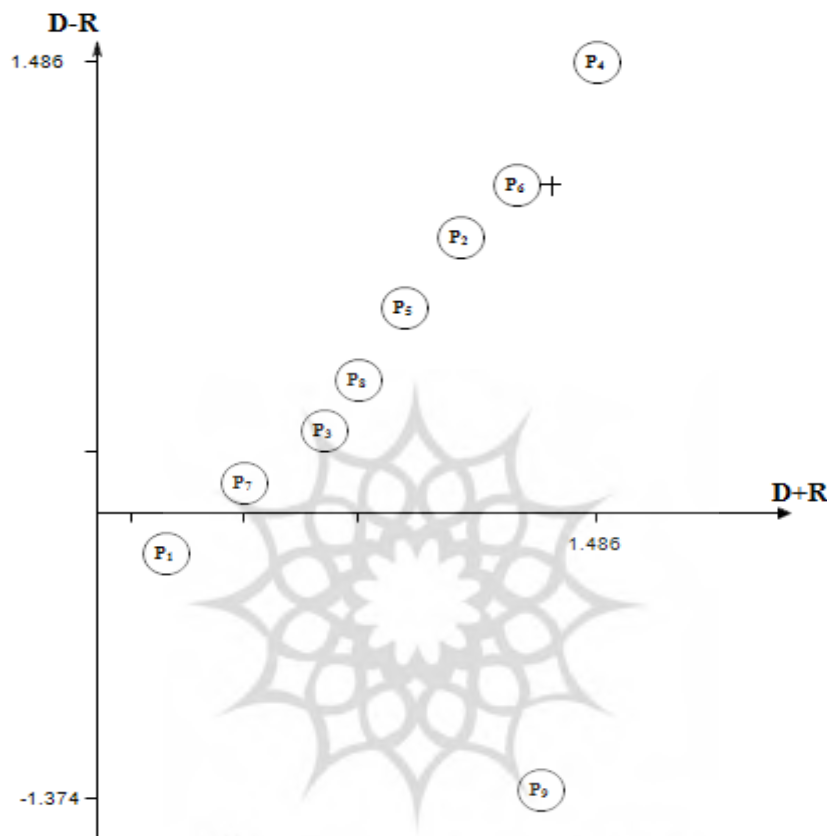 D-R
1.486
P₄
P₆
P₂
P₅
P₈
P₃
P₇
D+R
1.486
P₁
-1.374
P₉